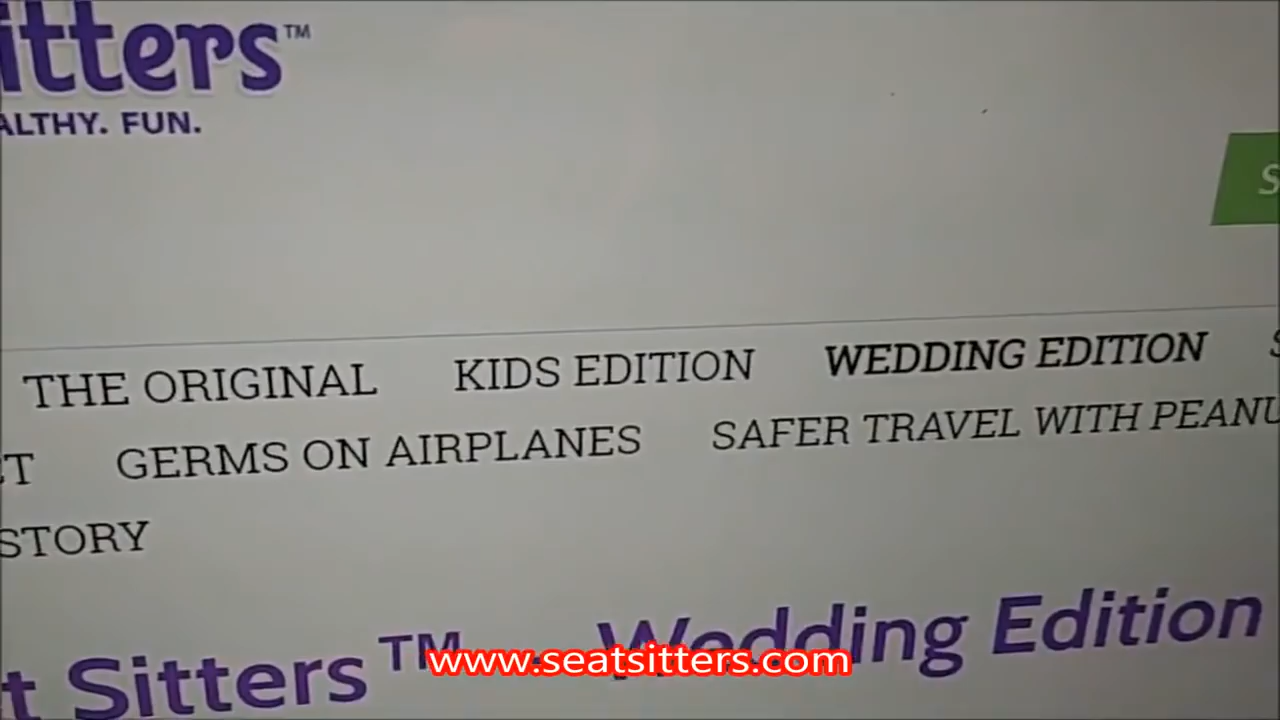 itters™
ALTHY. FUN.
THE ORIGINAL KIDS EDITION WEDDING EDITION
CT GERMS ON AIRPLANES SAFER TRAVEL WITH PEANU
STORY
t Sitters™ - Wedding Edition
www.seatsitters.com